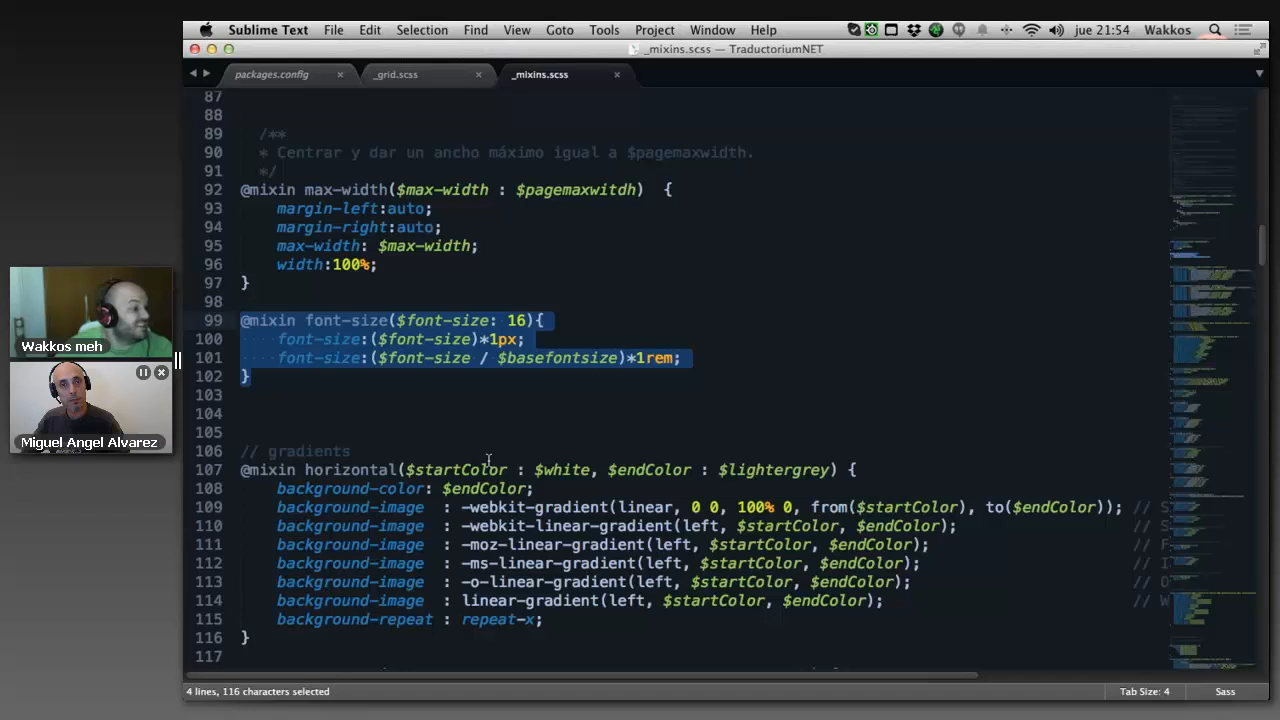 Sublime Text File Edit Selection Find View Goto Tools Project Window Help jue 21:54 Wakkos
_mixins.scss — TraductoriumNET
packages.config _grid.scss _mixins.scss
87
88
89 /**
90 * Centrar y dar un ancho máximo igual a $pagemaxwidth.
91 */
92 @mixin max-width($max-width : $pagemaxwitdh) {
93 margin-left:auto;
94 margin-right:auto;
95 max-width: $max-width;
96 width:100%;
97 }
98
99 @mixin font-size($font-size: 16){
100 font-size:($font-size)*1px;
101 font-size:($font-size / $basefontsize)*1rem;
102 }
103
104
105
106 // gradients
107 @mixin horizontal($startColor : $white, $endColor : $lightergrey) {
108 background-color: $endColor;
109 background-image : -webkit-gradient(linear, 0 0, 100% 0, from($startColor), to($endColor)); // S
110 background-image : -webkit-linear-gradient(left, $startColor, $endColor); // S
111 background-image : -moz-linear-gradient(left, $startColor, $endColor); // F
112 background-image : -ms-linear-gradient(left, $startColor, $endColor); // I
113 background-image : -o-linear-gradient(left, $startColor, $endColor); // O
114 background-image : linear-gradient(left, $startColor, $endColor); // W
115 background-repeat : repeat-x;
116 }
117
Wakkos meh
Miguel Angel Alvarez
4 lines, 116 characters selected Tab Size: 4 Sass